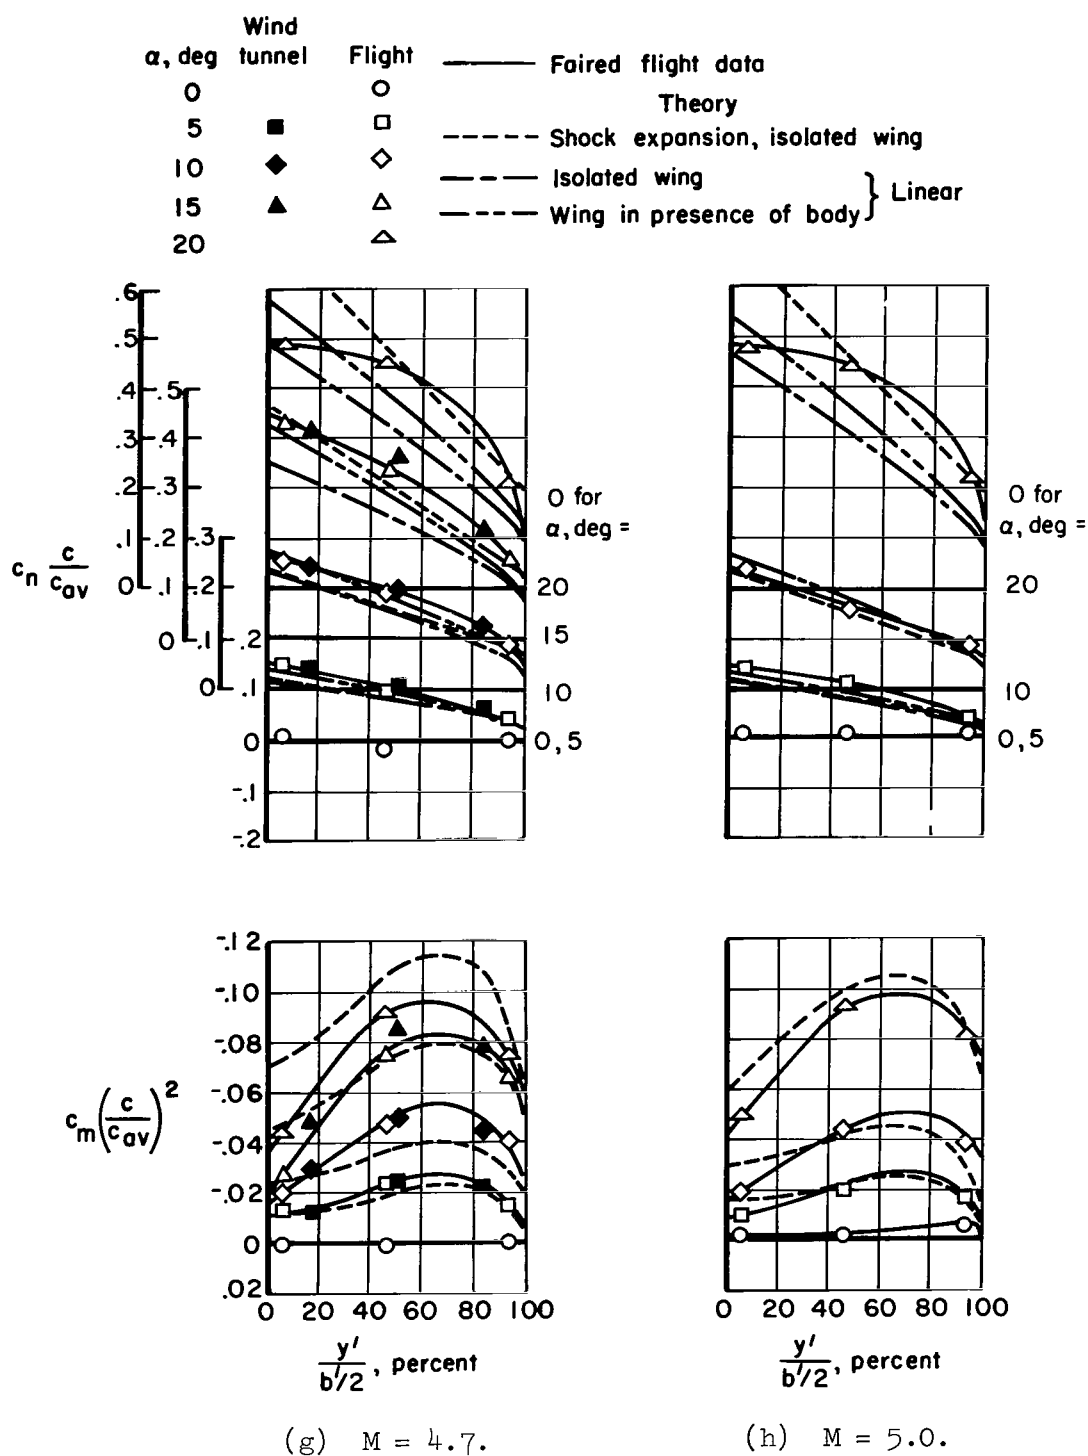 Wind
α, deg tunnel Flight
Faired flight data
0
Theory
5
Shock expansion, isolated wing
10
Isolated wing
Linear
15
Wing in presence of body
20
.6
.5
.4 .5
.3 .4
.2 .3
.1 .2 .3
0 .1 .2
0 .1 .2
0 .1
0
-.1
-.2
c_n c/c_av
0 for
α, deg =
20
15
10
0, 5
0 for
α, deg =
20
10
0, 5
-.12
-.10
-.08
-.06
-.04
-.02
0
.02
c_m (c/c_av)^2
0 20 40 60 80 100
0 20 40 60 80 100
y'/b'/2, percent
y'/b'/2, percent
(g) M = 4.7.
(h) M = 5.0.